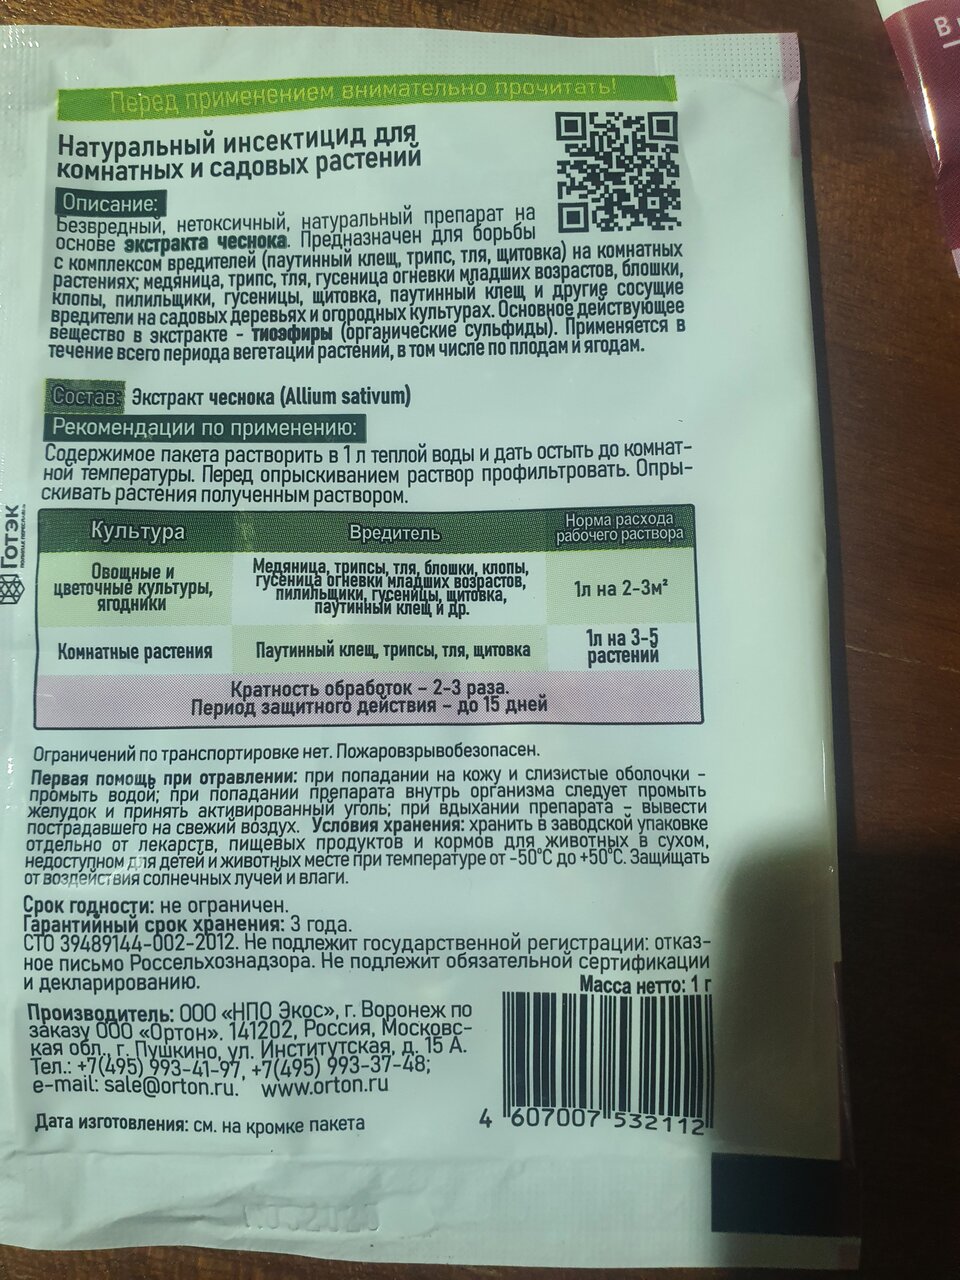 В
Перед применением внимательно прочитать!
Натуральный инсектицид для
комнатных и садовых растений
Описание:
Безвредный, нетоксичный, натуральный препарат на
основе экстракта чеснока. Предназначен для борьбы
с комплексом вредителей (паутинный клещ, трипс, тля, щитовка) на комнатных
растениях; медяница, трипс, тля, гусеница огневки младших возрастов, блошки,
клопы, пилильщики, гусеницы, щитовка, паутинный клещ и другие сосущие
вредители на садовых деревьях и огородных культурах. Основное действующее
вещество в экстракте - тиоэфиры (органические сульфиды). Применяется в
течение всего периода вегетации растений, в том числе по плодам и ягодам.
Состав: Экстракт чеснока (Allium sativum)
Рекомендации по применению:
Содержимое пакета растворить в 1 л теплой воды и дать остыть до комнат-
ной температуры. Перед опрыскиванием раствор профильтровать. Опры-
скивать растения полученным раствором.
Готэк
Культура Вредитель Норма расхода
рабочего раствора
Овощные и
цветочные культуры,
ягодники
Медяница, трипсы, тля, блошки, клопы,
гусеница огневки младших возрастов,
пилильщики, гусеницы, щитовка,
паутинный клещ и др.
1л на 2-3м²
Комнатные растения
Паутинный клещ, трипсы, тля, щитовка
1л на 3-5
растений
Кратность обработок – 2-3 раза.
Период защитного действия – до 15 дней
Ограничений по транспортировке нет. Пожаровзрывобезопасен.
Первая помощь при отравлении: при попадании на кожу и слизистые оболочки –
промыть водой; при попадании препарата внутрь организма следует промыть
желудок и принять активированный уголь; при вдыхании препарата – вывести
пострадавшего на свежий воздух. Условия хранения: хранить в заводской упаковке
отдельно от лекарств, пищевых продуктов и кормов для животных в сухом,
недоступном для детей и животных месте при температуре от -50°С до +50°С. Защищать
от воздействия солнечных лучей и влаги.
Срок годности: не ограничен.
Гарантийный срок хранения: 3 года.
СТО 39489144-002-2012. Не подлежит государственной регистрации: отказ-
ное письмо Россельхознадзора. Не подлежит обязательной сертификации
и декларированию.
Масса нетто: 1 г
Производитель: ООО «НПО Экос», г. Воронеж по
заказу ООО «Ортон». 141202, Россия, Московс-
кая обл., г. Пушкино, ул. Институтская, д. 15 А.
Тел.: +7(495) 993-41-97, +7(495) 993-37-48;
e-mail: sale@orton.ru. www.orton.ru
4 607007 532112
Дата изготовления: см. на кромке пакета